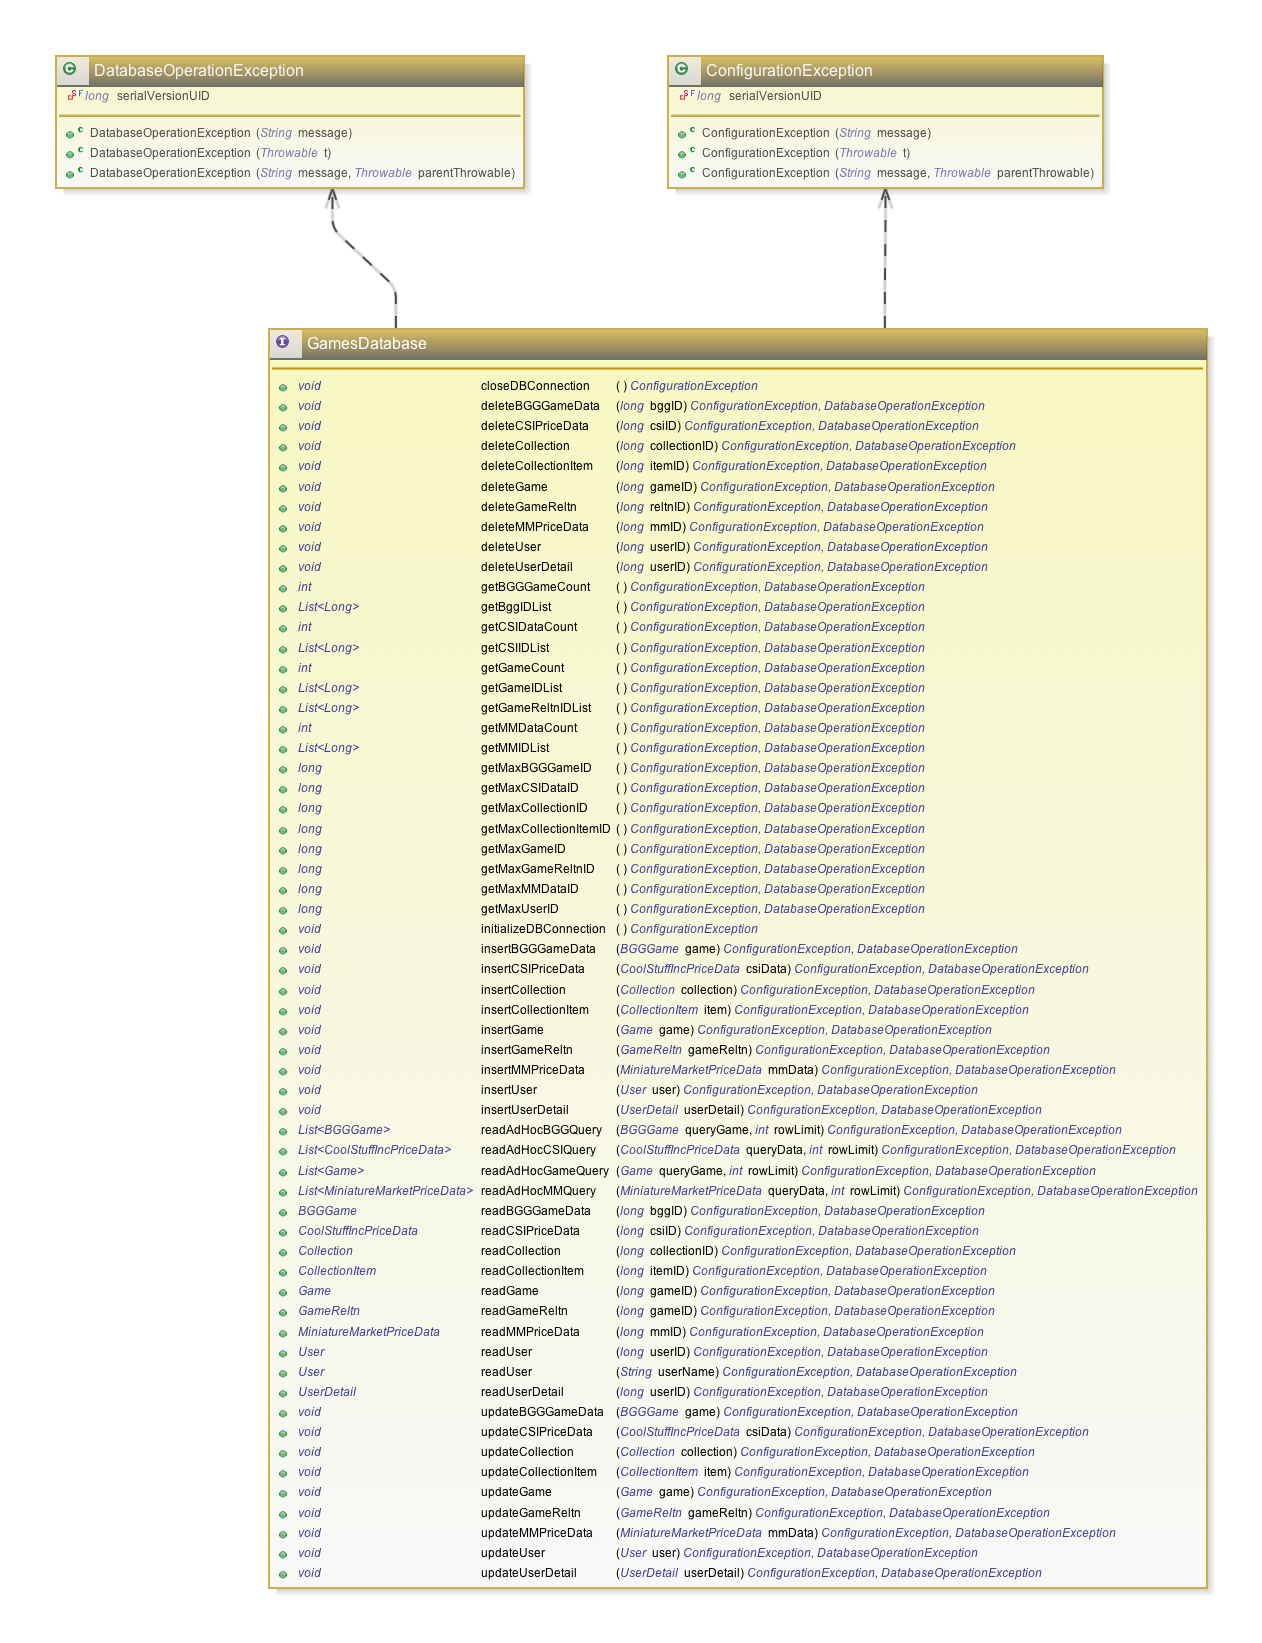 DatabaseOperationException
long serialVersionUID
DatabaseOperationException (String message)
DatabaseOperationException (Throwable t)
DatabaseOperationException (String message, Throwable parentThrowable)
ConfigurationException
long serialVersionUID
ConfigurationException (String message)
ConfigurationException (Throwable t)
ConfigurationException (String message, Throwable parentThrowable)
GamesDatabase
void closeDBConnection ( ) ConfigurationException
void deleteBGGGameData (long bggID) ConfigurationException, DatabaseOperationException
void deleteCSIPriceData (long csiID) ConfigurationException, DatabaseOperationException
void deleteCollection (long collectionID) ConfigurationException, DatabaseOperationException
void deleteCollectionItem (long itemID) ConfigurationException, DatabaseOperationException
void deleteGame (long gameID) ConfigurationException, DatabaseOperationException
void deleteGameReltn (long reltnID) ConfigurationException, DatabaseOperationException
void deleteMMPriceData (long mmID) ConfigurationException, DatabaseOperationException
void deleteUser (long userID) ConfigurationException, DatabaseOperationException
void deleteUserDetail (long userID) ConfigurationException, DatabaseOperationException
int getBGGGameCount ( ) ConfigurationException, DatabaseOperationException
List<Long> getBggIDList ( ) ConfigurationException, DatabaseOperationException
int getCSIDataCount ( ) ConfigurationException, DatabaseOperationException
List<Long> getCSIIDList ( ) ConfigurationException, DatabaseOperationException
int getGameCount ( ) ConfigurationException, DatabaseOperationException
List<Long> getGameIDList ( ) ConfigurationException, DatabaseOperationException
List<Long> getGameReltnIDList ( ) ConfigurationException, DatabaseOperationException
int getMMDataCount ( ) ConfigurationException, DatabaseOperationException
List<Long> getMMIDList ( ) ConfigurationException, DatabaseOperationException
long getMaxBGGGameID ( ) ConfigurationException, DatabaseOperationException
long getMaxCSIDataID ( ) ConfigurationException, DatabaseOperationException
long getMaxCollectionID ( ) ConfigurationException, DatabaseOperationException
long getMaxCollectionItemID ( ) ConfigurationException, DatabaseOperationException
long getMaxGameID ( ) ConfigurationException, DatabaseOperationException
long getMaxGameReltnID ( ) ConfigurationException, DatabaseOperationException
long getMaxMMDataID ( ) ConfigurationException, DatabaseOperationException
long getMaxUserID ( ) ConfigurationException, DatabaseOperationException
void initializeDBConnection ( ) ConfigurationException
void insertBGGGameData (BGGGame game) ConfigurationException, DatabaseOperationException
void insertCSIPriceData (CoolStuffIncPriceData csiData) ConfigurationException, DatabaseOperationException
void insertCollection (Collection collection) ConfigurationException, DatabaseOperationException
void insertCollectionItem (CollectionItem item) ConfigurationException, DatabaseOperationException
void insertGame (Game game) ConfigurationException, DatabaseOperationException
void insertGameReltn (GameReltn gameReltn) ConfigurationException, DatabaseOperationException
void insertMMPriceData (MiniatureMarketPriceData mmData) ConfigurationException, DatabaseOperationException
void insertUser (User user) ConfigurationException, DatabaseOperationException
void insertUserDetail (UserDetail userDetail) ConfigurationException, DatabaseOperationException
List<BGGGame> readAdHocBGGQuery (BGGGame queryGame, int rowLimit) ConfigurationException, DatabaseOperationException
List<CoolStuffIncPriceData> readAdHocCSIQuery (CoolStuffIncPriceData queryData, int rowLimit) ConfigurationException, DatabaseOperationException
List<Game> readAdHocGameQuery (Game queryGame, int rowLimit) ConfigurationException, DatabaseOperationException
List<MiniatureMarketPriceData> readAdHocMMQuery (MiniatureMarketPriceData queryData, int rowLimit) ConfigurationException, DatabaseOperationException
BGGGame readBGGGameData (long bggID) ConfigurationException, DatabaseOperationException
CoolStuffIncPriceData readCSIPriceData (long csiID) ConfigurationException, DatabaseOperationException
Collection readCollection (long collectionID) ConfigurationException, DatabaseOperationException
CollectionItem readCollectionItem (long itemID) ConfigurationException, DatabaseOperationException
Game readGame (long gameID) ConfigurationException, DatabaseOperationException
GameReltn readGameReltn (long gameID) ConfigurationException, DatabaseOperationException
MiniatureMarketPriceData readMMPriceData (long mmID) ConfigurationException, DatabaseOperationException
User readUser (long userID) ConfigurationException, DatabaseOperationException
User readUser (String userName) ConfigurationException, DatabaseOperationException
UserDetail readUserDetail (long userID) ConfigurationException, DatabaseOperationException
void updateBGGGameData (BGGGame game) ConfigurationException, DatabaseOperationException
void updateCSIPriceData (CoolStuffIncPriceData csiData) ConfigurationException, DatabaseOperationException
void updateCollection (Collection collection) ConfigurationException, DatabaseOperationException
void updateCollectionItem (CollectionItem item) ConfigurationException, DatabaseOperationException
void updateGame (Game game) ConfigurationException, DatabaseOperationException
void updateGameReltn (GameReltn gameReltn) ConfigurationException, DatabaseOperationException
void updateMMPriceData (MiniatureMarketPriceData mmData) ConfigurationException, DatabaseOperationException
void updateUser (User user) ConfigurationException, DatabaseOperationException
void updateUserDetail (UserDetail userDetail) ConfigurationException, DatabaseOperationException